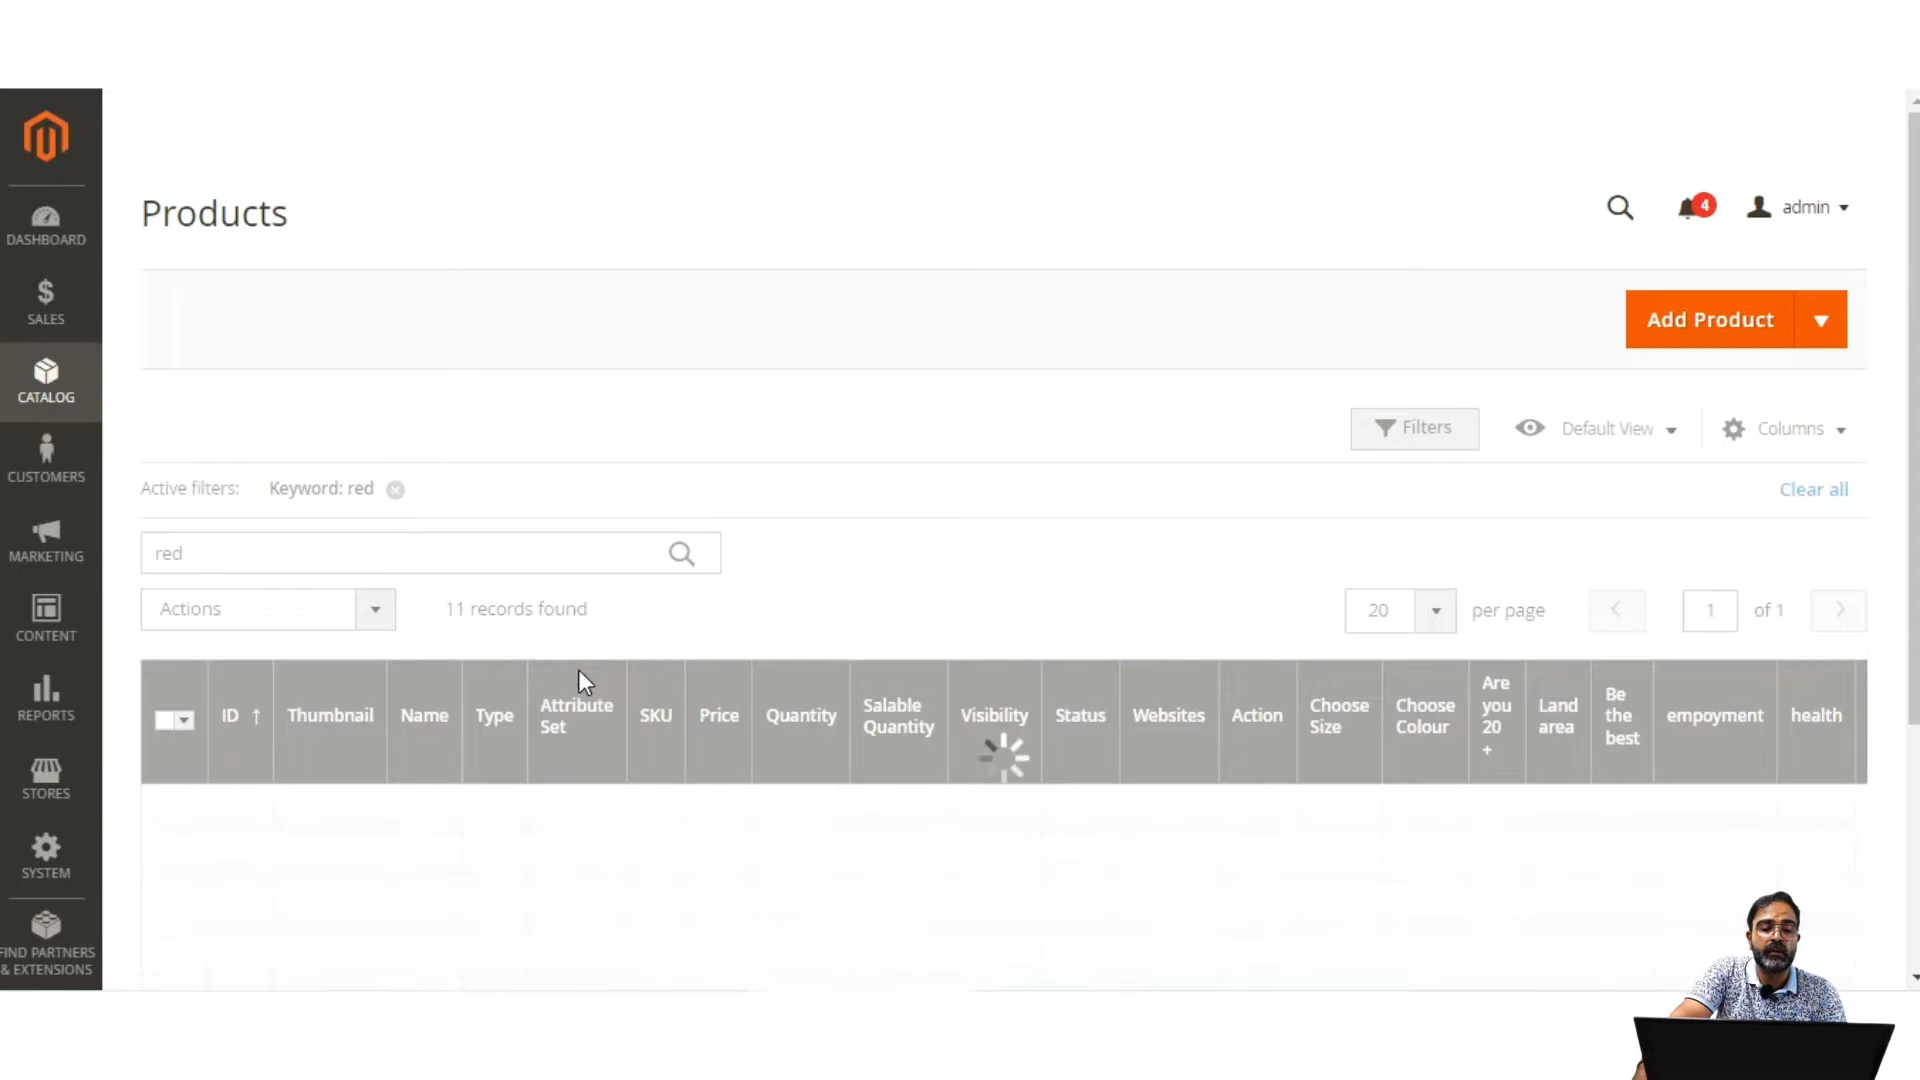 Products
4
admin
DASHBOARD
SALES
CATALOG
CUSTOMERS
MARKETING
CONTENT
REPORTS
STORES
SYSTEM
FIND PARTNERS
& EXTENSIONS
Add Product
Filters
Default View
Columns
Active filters: Keyword: red
Clear all
red
Actions
11 records found
20
per page
1
of 1
ID ↑
Thumbnail
Name
Type
Attribute
Set
SKU
Price
Quantity
Salable
Quantity
Visibility
Status
Websites
Action
Choose
Size
Choose
Colour
Are
you
20
+
Land
area
Be
the
best
empoyment
health